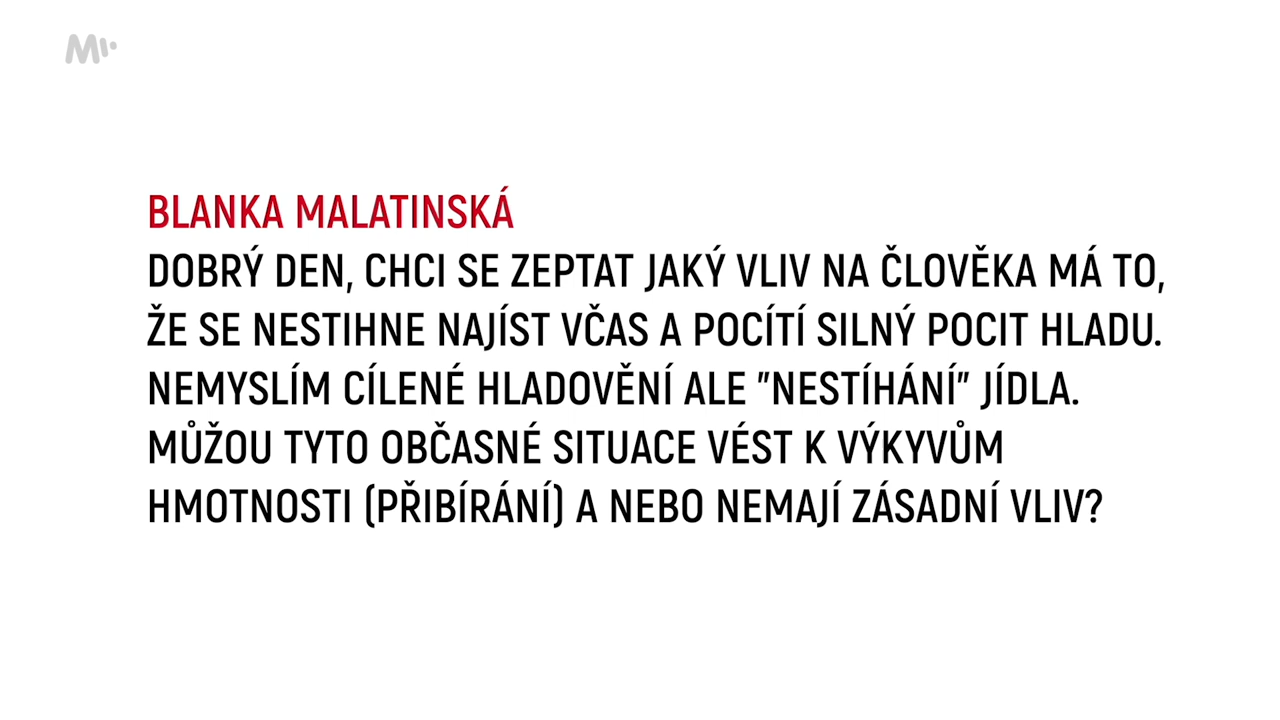 M
BLANKA MALATINSKÁ
DOBRÝ DEN, CHCI SE ZEPTAT JAKÝ VLIV NA ČLOVĚKA MÁ TO,
ŽE SE NESTIHNE NAJÍST VČAS A POCÍTÍ SILNÝ POCIT HLADU.
NEMYSLÍM CÍLENÉ HLADOVĚNÍ ALE "NESTÍHÁNÍ" JÍDLA.
MŮŽOU TYTO OBČASNÉ SITUACE VÉST K VÝKYVŮM
HMOTNOSTI (PŘIBÍRÁNÍ) A NEBO NEMAJÍ ZÁSADNÍ VLIV?